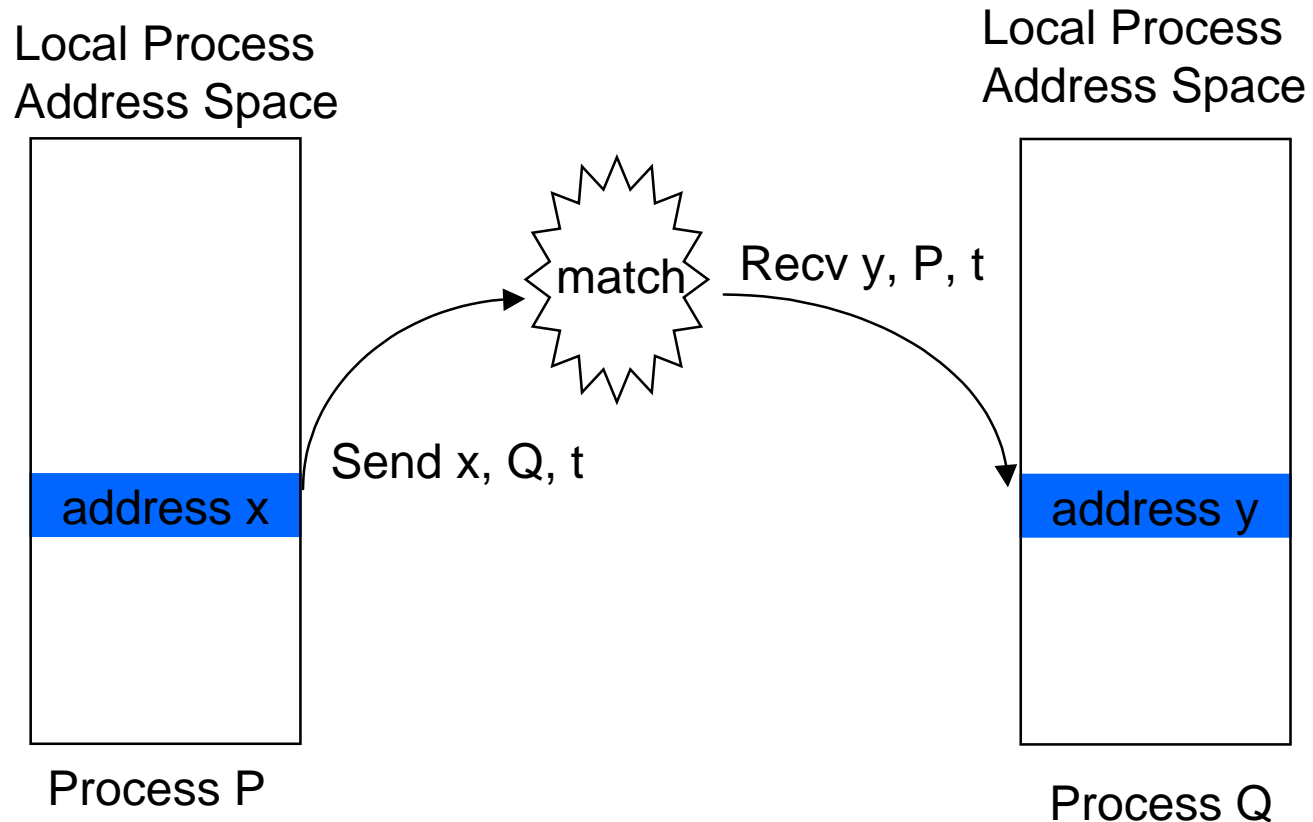 Local Process
Address Space
Local Process
Address Space
match
Recv y, P, t
Send x, Q, t
address x
address y
Process P
Process Q